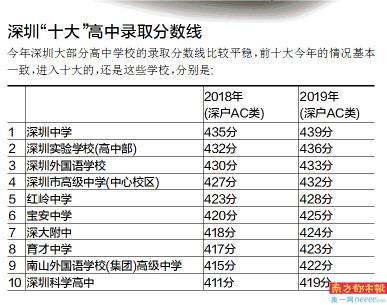 深圳“十大”高中录取分数线
今年深圳大部分高中学校的录取分数线比较平稳,前十大今年的情况基本
一致,进入十大的,还是这些学校,分别是:
2018年 2019年
(深户AC类) (深户AC类)
1 深圳中学 435分 439分
2 深圳实验学校(高中部) 432分 436分
3 深圳外国语学校 430分 433分
4 深圳市高级中学(中心校区) 427分 432分
5 红岭中学 423分 428分
6 宝安中学 420分 425分
7 深大附中 418分 424分
8 育才中学 417分 423分
9 南山外国语学校(集团)高级中学 415分 422分
10 深圳科学高中 411分 419分
南方都市报
奥一网oeeee.com